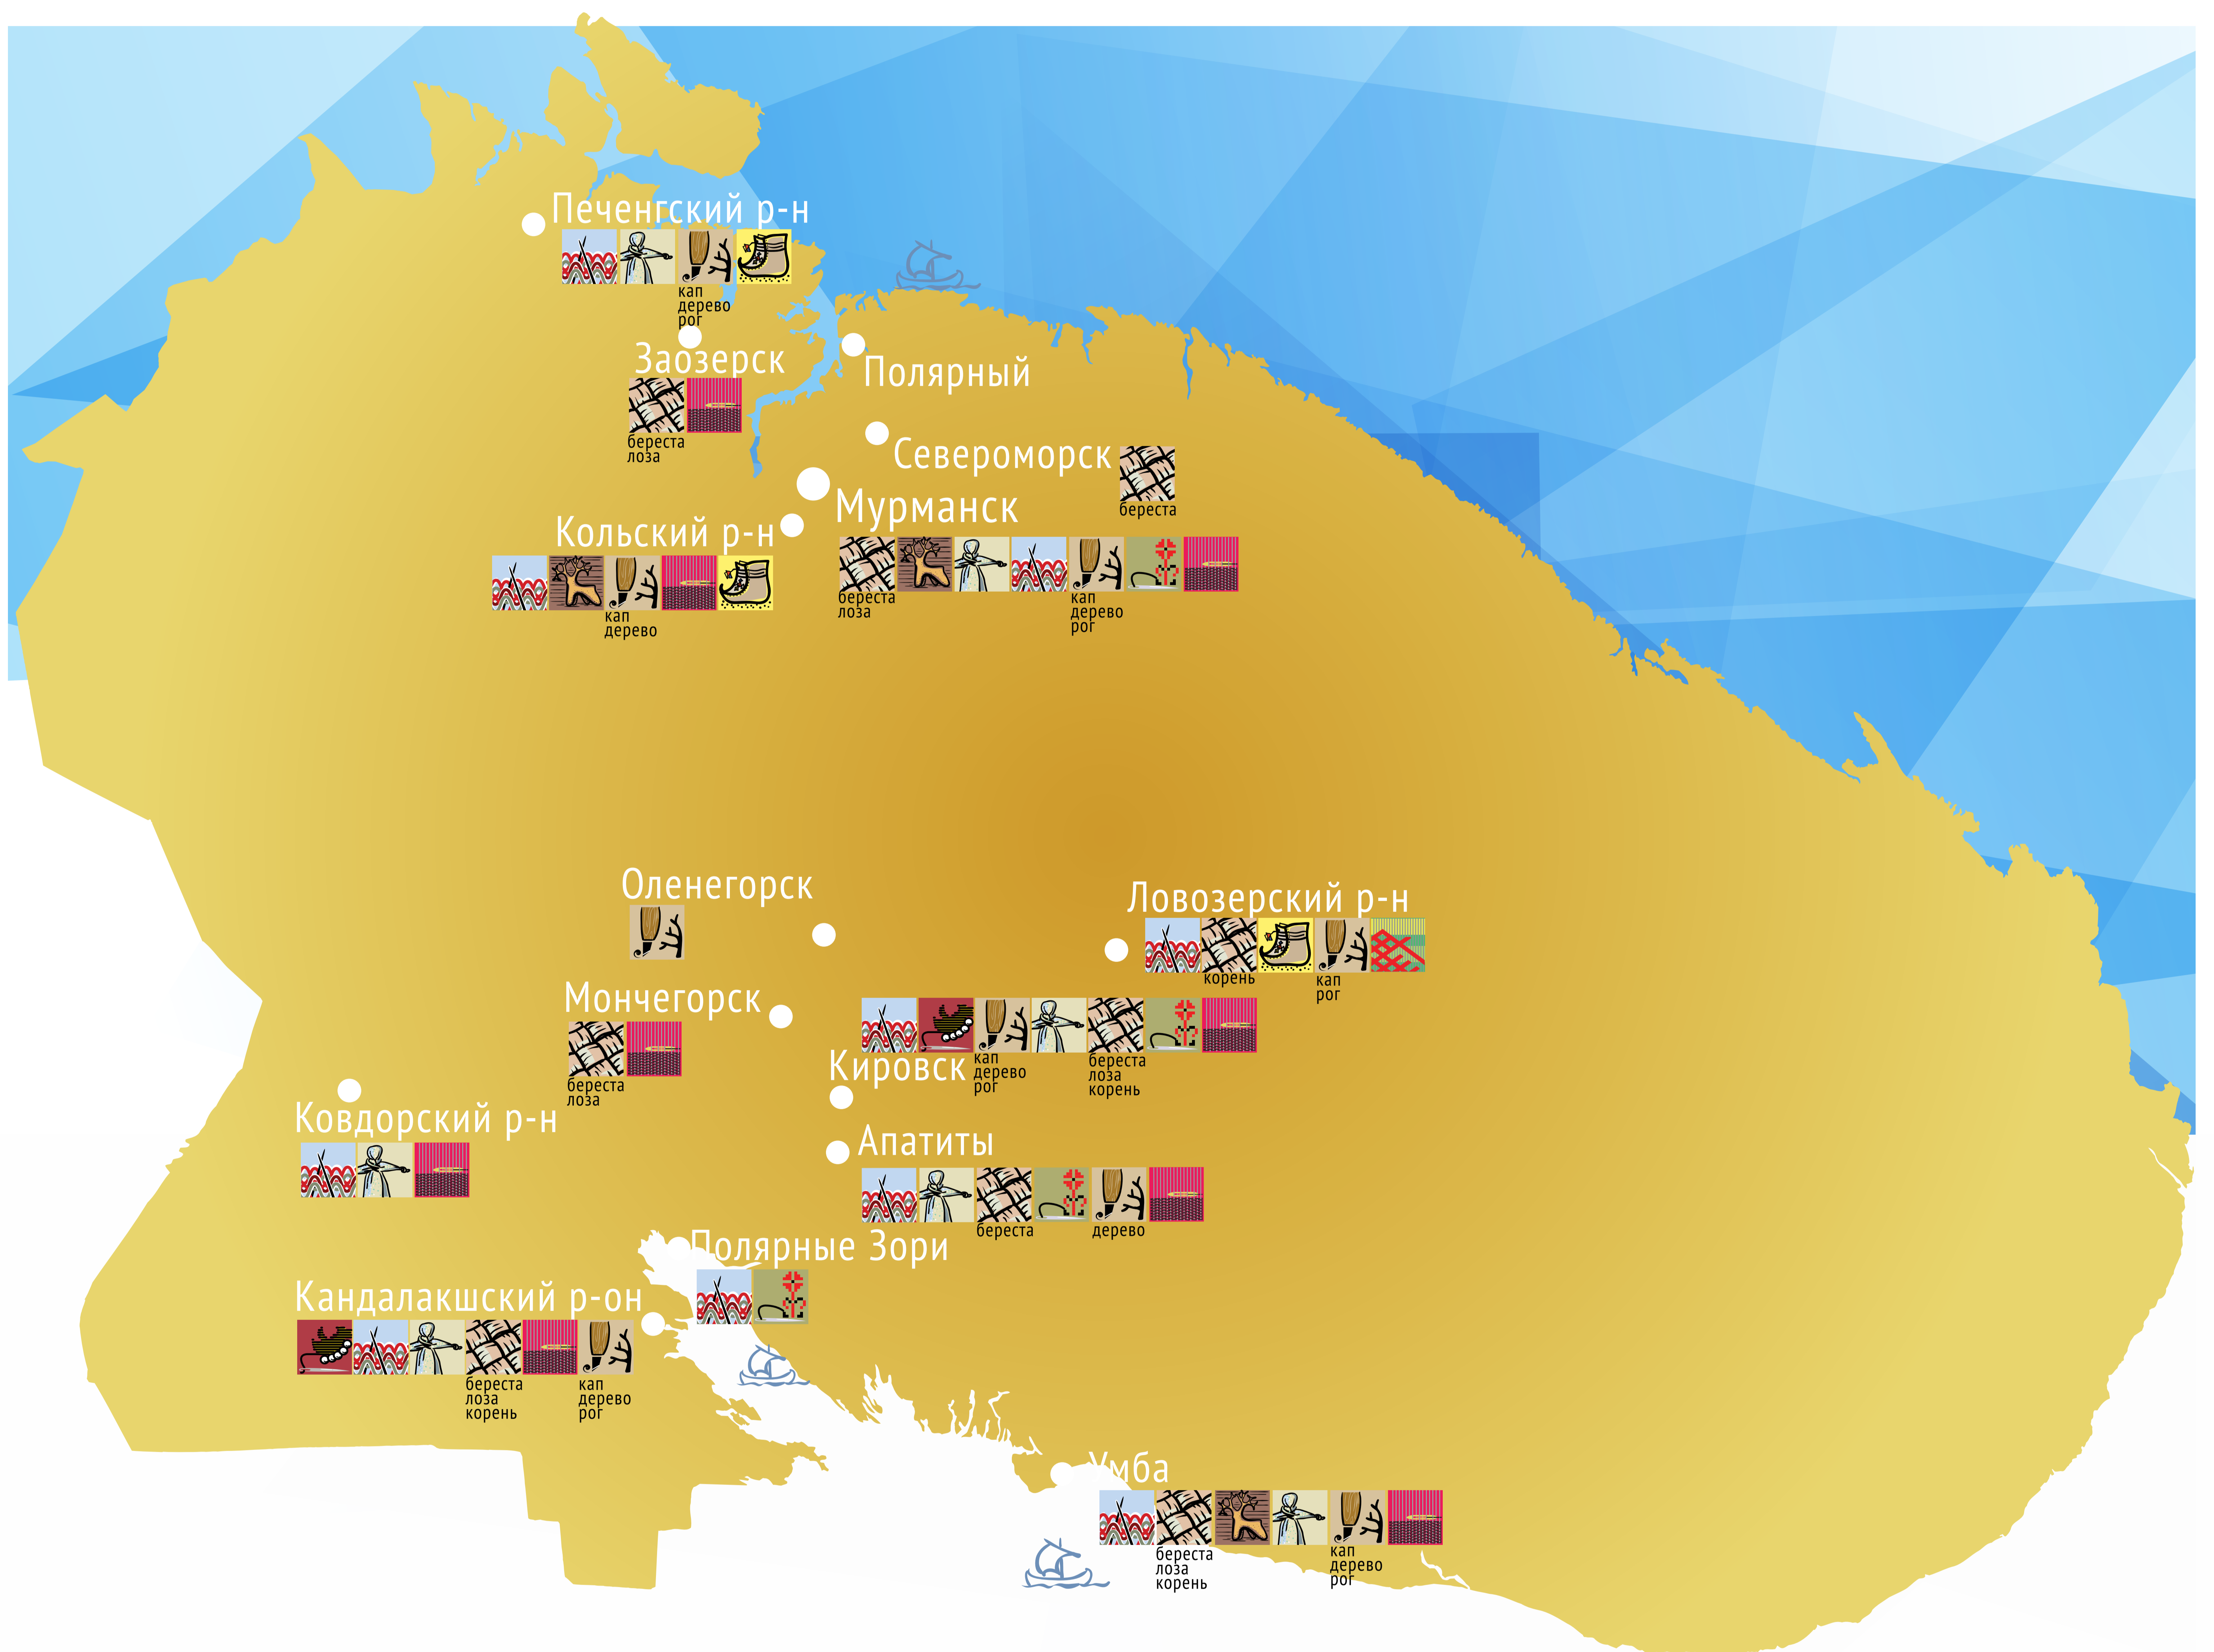 Печенгский р-н
кап
дерево
рог
Заозерск
береста
лоза
Полярный
Североморск
береста
Мурманск
береста
лоза
кап
дерево
рог
Кольский р-н
кап
дерево
Оленегорск
Ловозерский р-н
корень
кап
рог
Мончегорск
береста
лоза
Кировск
кап
дерево
рог
береста
лоза
корень
Ковдорский р-н
Апатиты
береста
дерево
Полярные Зори
Кандалакшский р-он
береста
лоза
корень
кап
дерево
рог
Умба
береста
лоза
корень
кап
дерево
рог